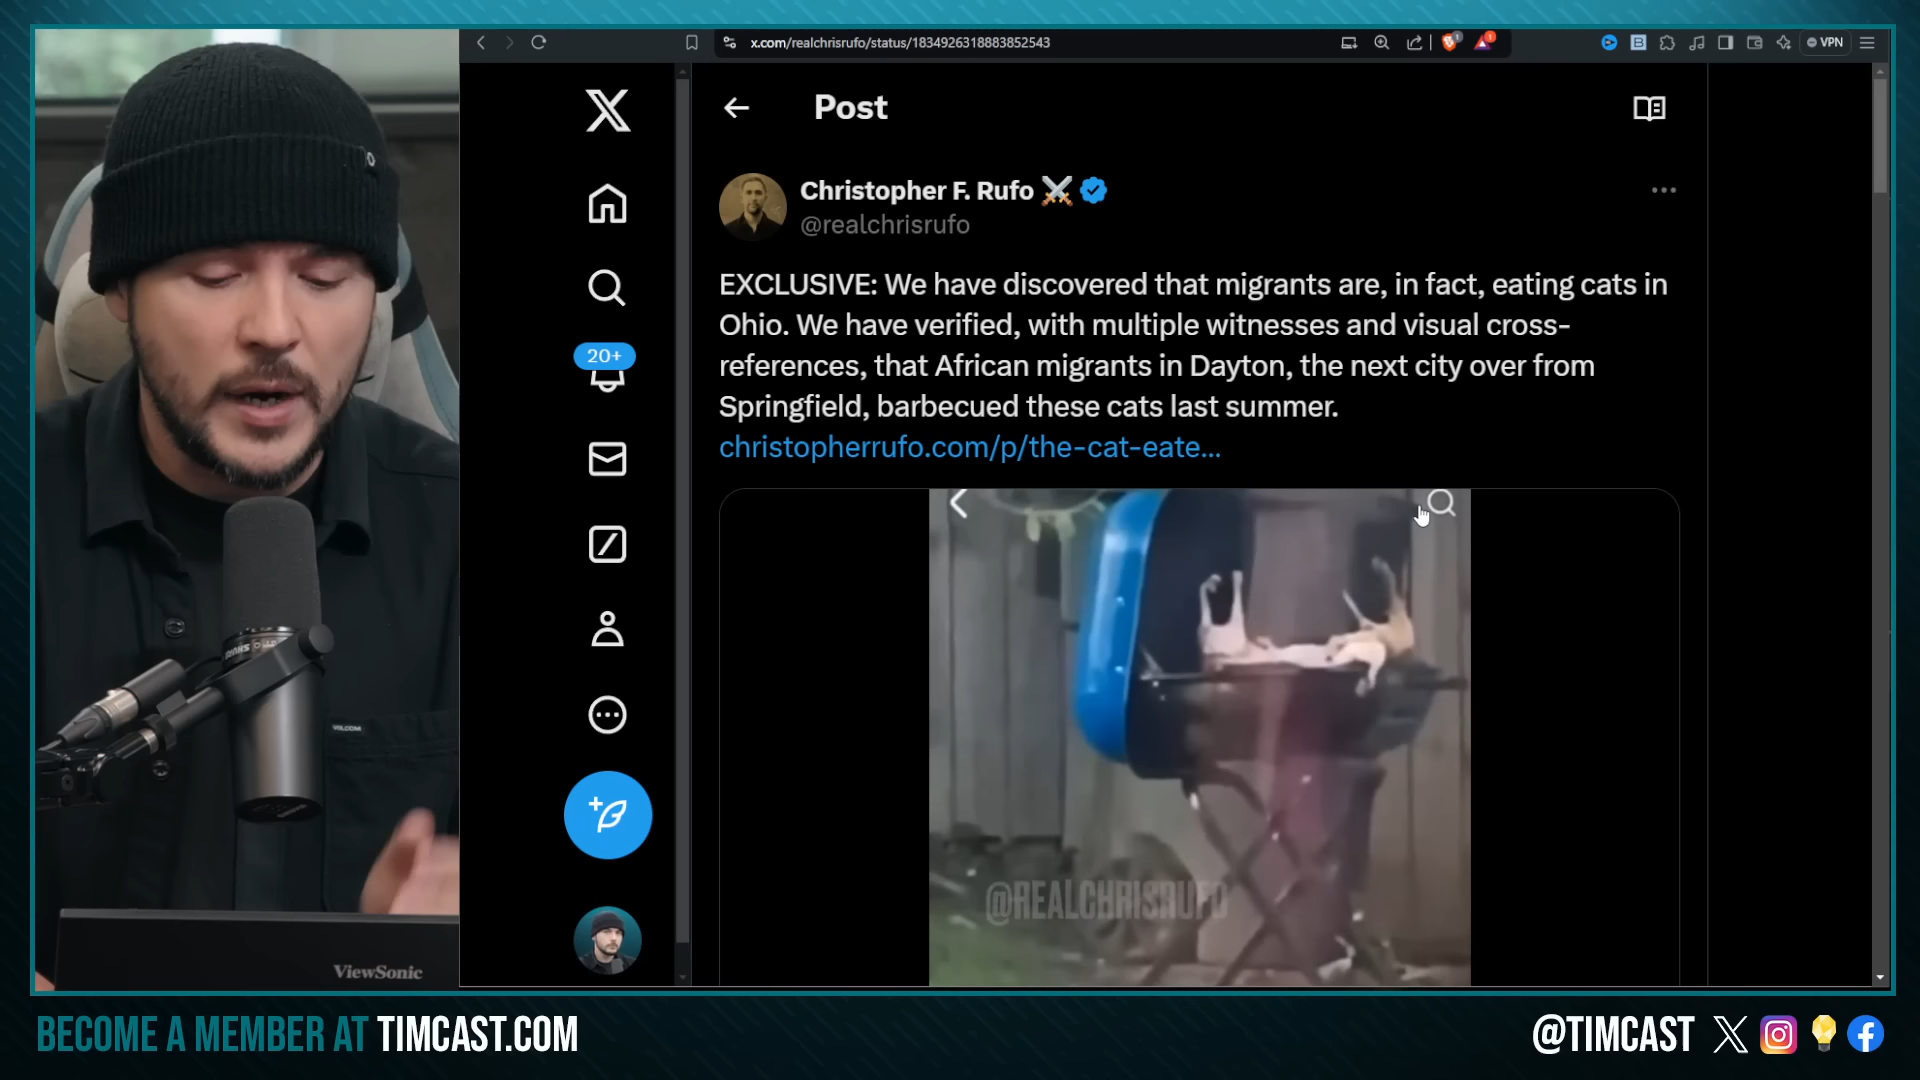 x.com/realchrisrufo/status/1834926318883852543
VPN
Post
Christopher F. Rufo
@realchrisrufo
EXCLUSIVE: We have discovered that migrants are, in fact, eating cats in
Ohio. We have verified, with multiple witnesses and visual cross-
references, that African migrants in Dayton, the next city over from
Springfield, barbecued these cats last summer.
christopherrufo.com/p/the-cat-eate...
20+
@REALCHRISRUFO
VOLCOM
ViewSonic
BECOME A MEMBER AT TIMCAST.COM
@TIMCAST